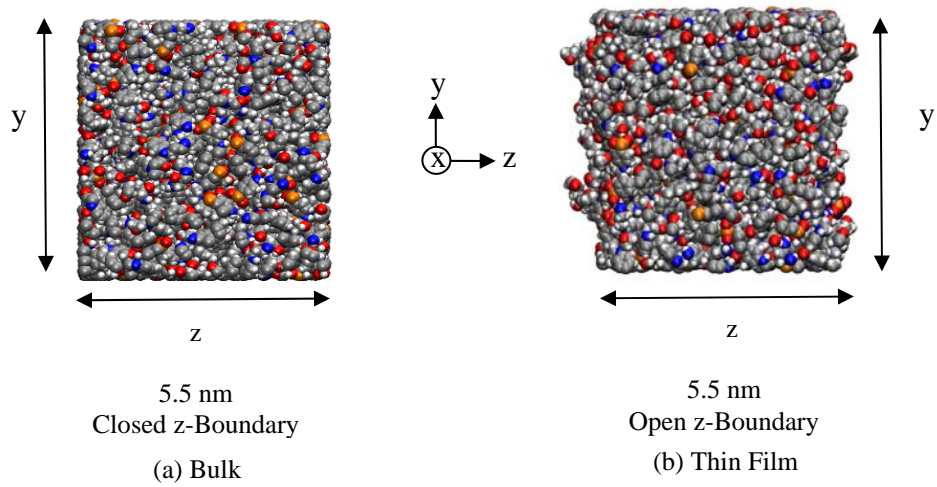 y
z
5.5 nm
Closed z-Boundary
(a) Bulk
y
x
z
y
z
5.5 nm
Open z-Boundary
(b) Thin Film